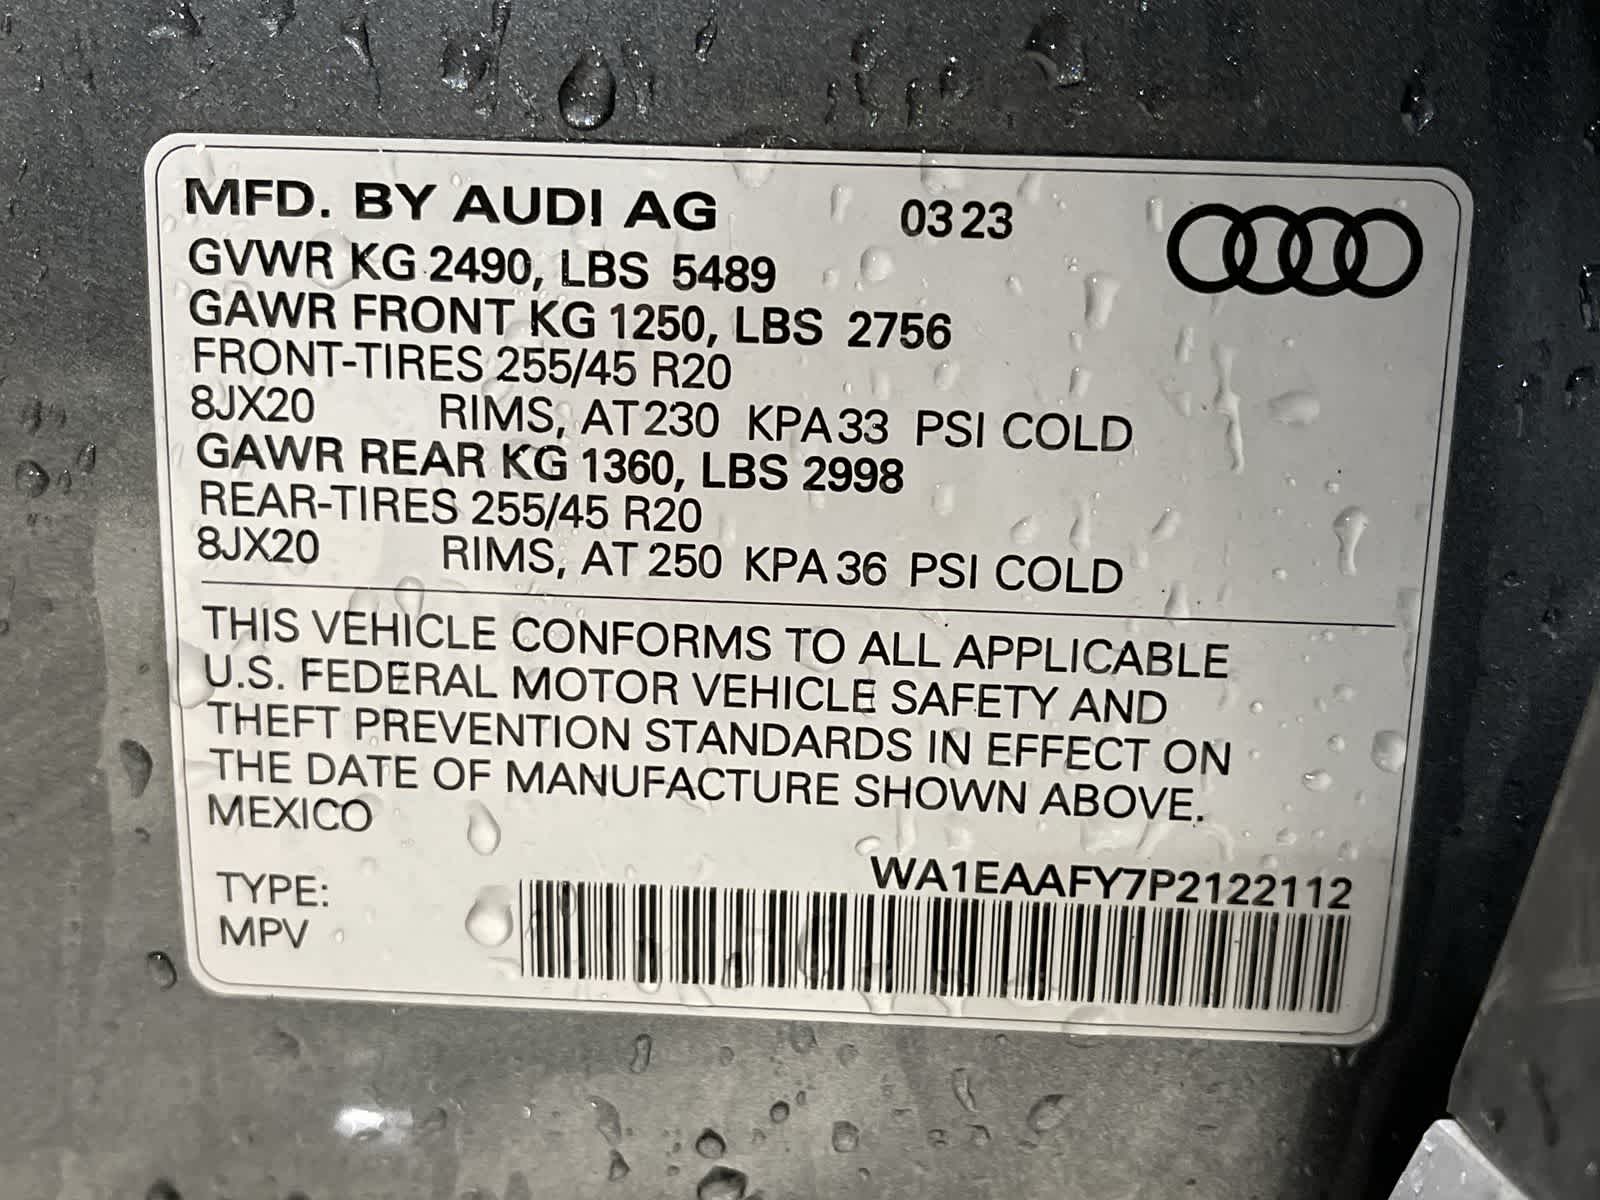 MFD. BY AUDI AG 03 23
GVWR KG 2490, LBS 5489
GAWR FRONT KG 1250, LBS 2756
FRONT-TIRES 255/45 R20
8JX20 RIMS, AT 230 KPA 33 PSI COLD
GAWR REAR KG 1360, LBS 2998
REAR-TIRES 255/45 R20
8JX20 RIMS, AT 250 KPA 36 PSI COLD
THIS VEHICLE CONFORMS TO ALL APPLICABLE
U.S. FEDERAL MOTOR VEHICLE SAFETY AND
THEFT PREVENTION STANDARDS IN EFFECT ON
THE DATE OF MANUFACTURE SHOWN ABOVE.
MEXICO
WA1EAAFY7P2122112
TYPE:
MPV